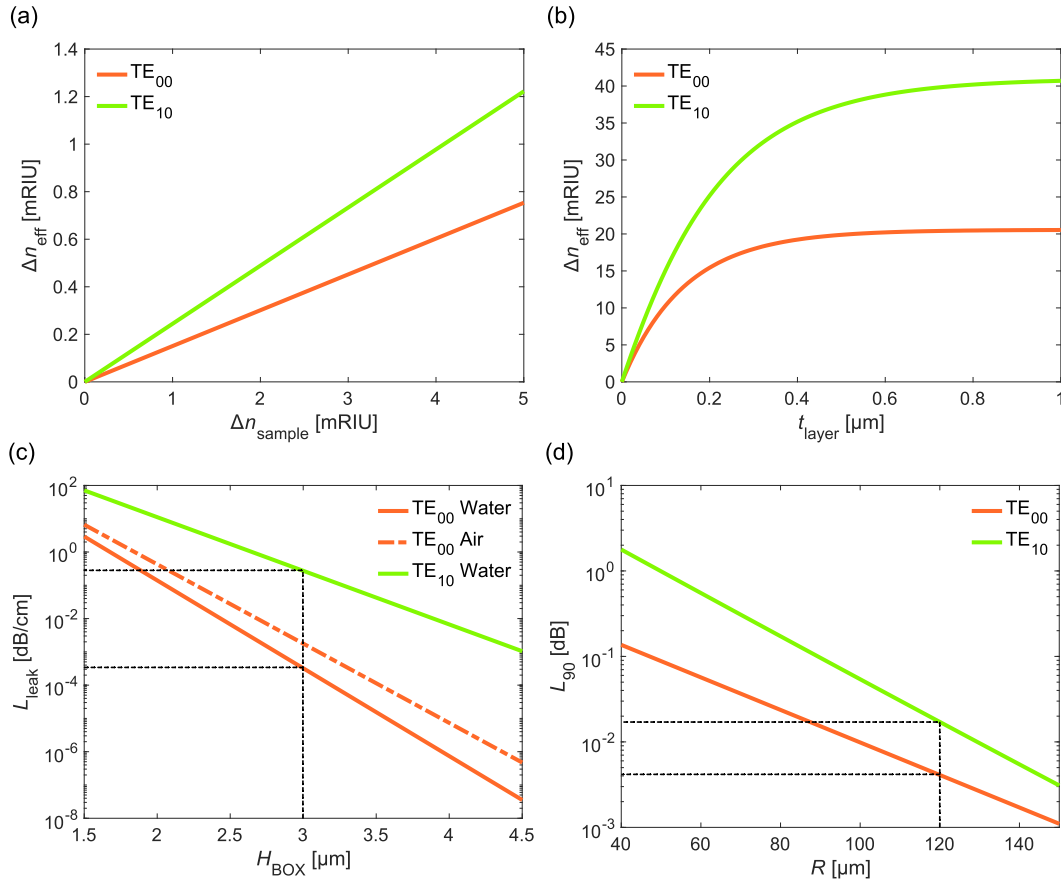 (a)
1.4
1.2
1
0.8
0.6
0.4
0.2
0
0 1 2 3 4 5
Δn_eff [mRIU]
Δn_sample [mRIU]
TE_00
TE_10
(b)
45
40
35
30
25
20
15
10
5
0
0 0.2 0.4 0.6 0.8 1
Δn_eff [mRIU]
t_layer [µm]
TE_00
TE_10
(c)
10^2
10^0
10^-2
10^-4
10^-6
10^-8
1.5 2 2.5 3 3.5 4 4.5
L_leak [dB/cm]
H_BOX [µm]
TE_00 Water
TE_00 Air
TE_10 Water
(d)
10^1
10^0
10^-1
10^-2
10^-3
40 60 80 100 120 140
L_90 [dB]
R [µm]
TE_00
TE_10